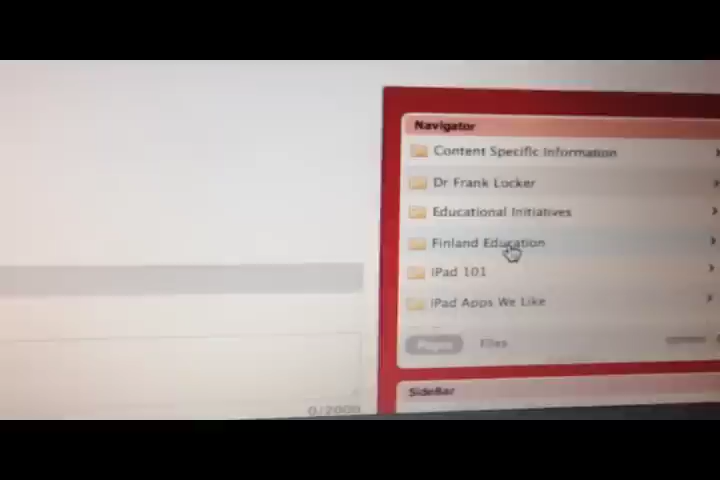 Navigator
Content Specific Information
Dr Frank Locker
Educational Initiatives
Finland Education
iPad 101
iPad Apps We Like
Pages Files
SideBar
0/2000